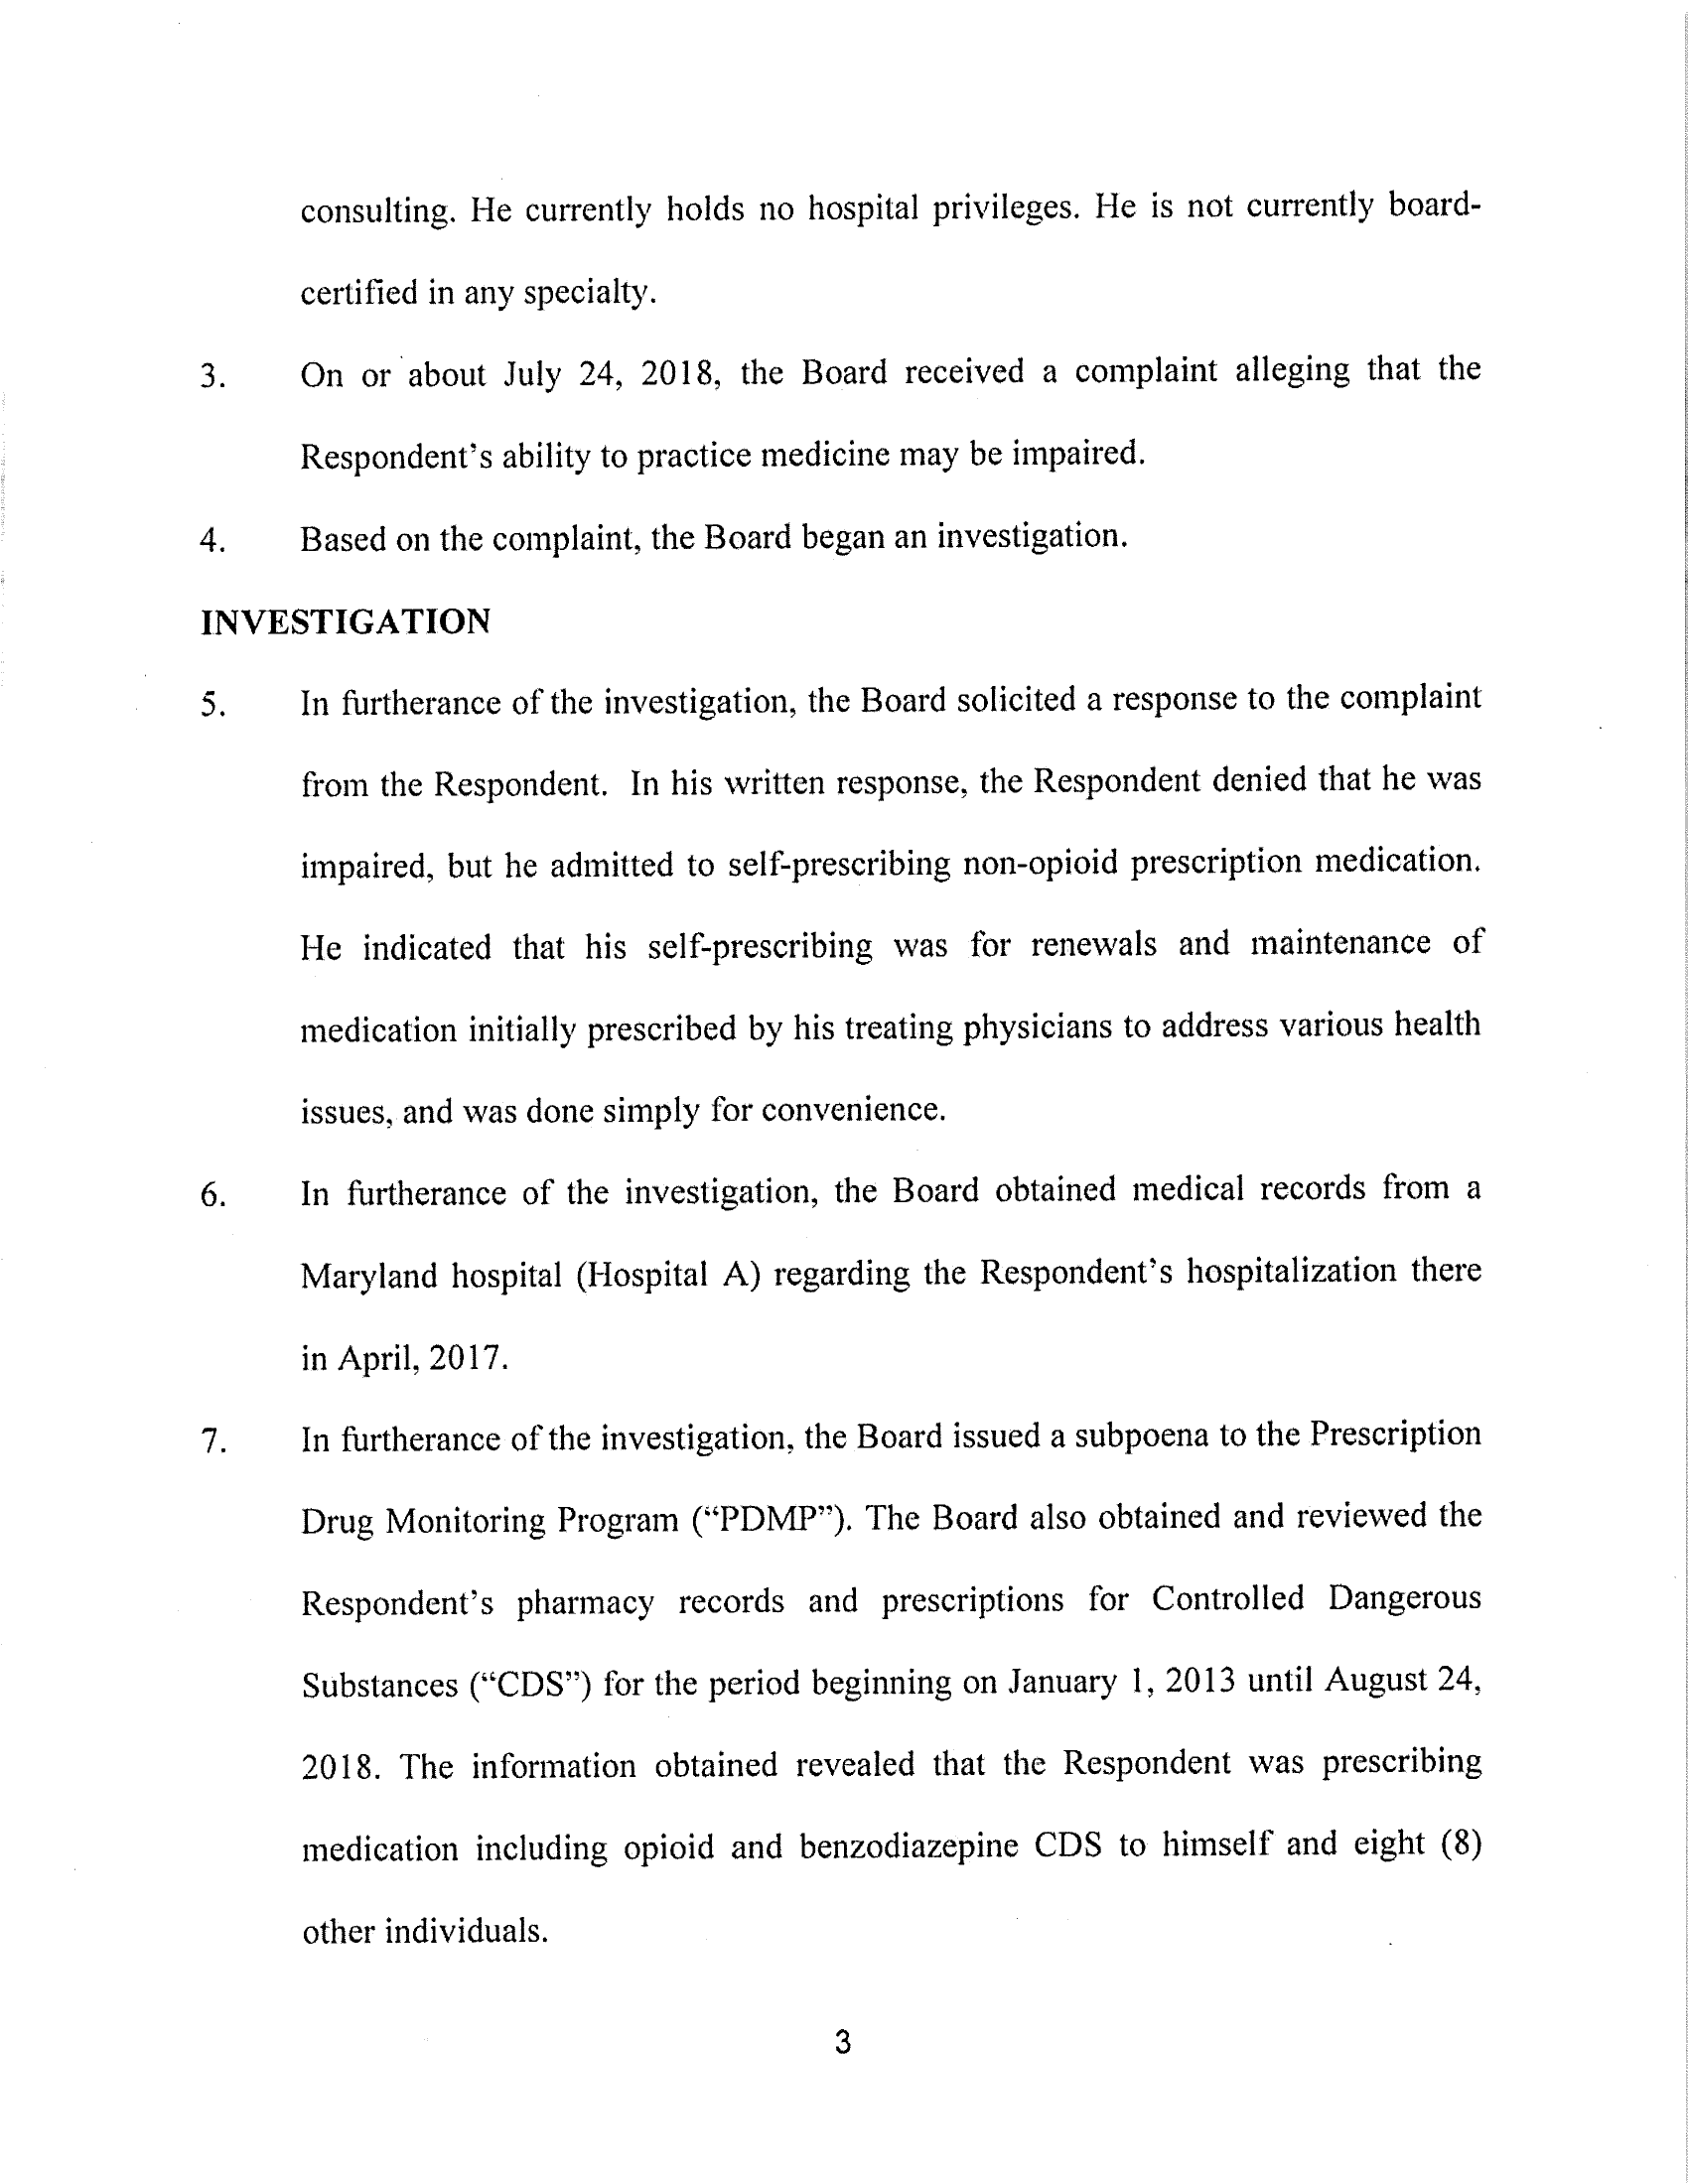 consulting. He currently holds no hospital privileges. He is not currently board-
certified in any specialty.
3. On or about July 24, 2018, the Board received a complaint alleging that the
Respondent's ability to practice medicine may be impaired.
4. Based on the complaint, the Board began an investigation.
INVESTIGATION
5. In furtherance of the investigation, the Board solicited a response to the complaint
from the Respondent. In his written response, the Respondent denied that he was
impaired, but he admitted to self-prescribing non-opioid prescription medication.
He indicated that his self-prescribing was for renewals and maintenance of
medication initially prescribed by his treating physicians to address various health
issues, and was done simply for convenience.
6. In furtherance of the investigation, the Board obtained medical records from a
Maryland hospital (Hospital A) regarding the Respondent's hospitalization there
in April, 2017.
7. In furtherance of the investigation, the Board issued a subpoena to the Prescription
Drug Monitoring Program ("PDMP"). The Board also obtained and reviewed the
Respondent's pharmacy records and prescriptions for Controlled Dangerous
Substances ("CDS") for the period beginning on January 1, 2013 until August 24,
2018. The information obtained revealed that the Respondent was prescribing
medication including opioid and benzodiazepine CDS to himself and eight (8)
other individuals.
3